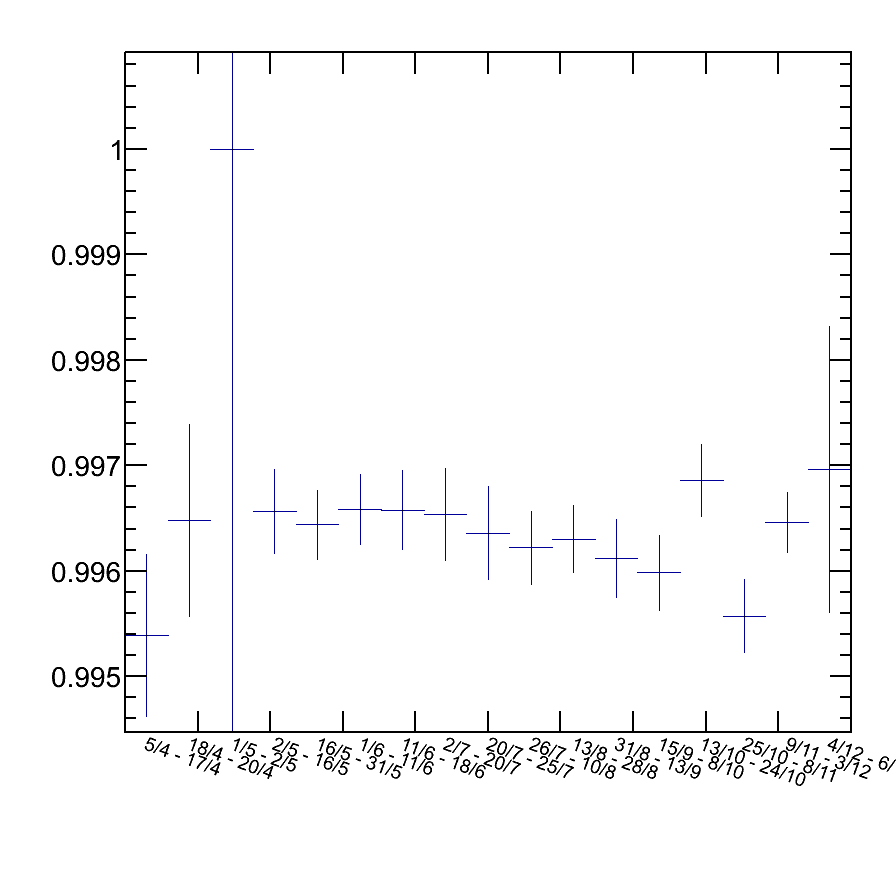 1
0.999
0.998
0.997
0.996
0.995
5/4 - 17/4
18/4 - 20/4
1/5 - 2/5
2/5 - 16/5
16/5 - 31/5
1/6 - 11/6
11/6 - 18/6
2/7 - 20/7
20/7 - 25/7
26/7 - 10/8
13/8 - 28/8
31/8 - 13/9
15/9 - 8/10
13/10 - 24/10
25/10 - 8/11
9/11 - 3/12
4/12 - 6/